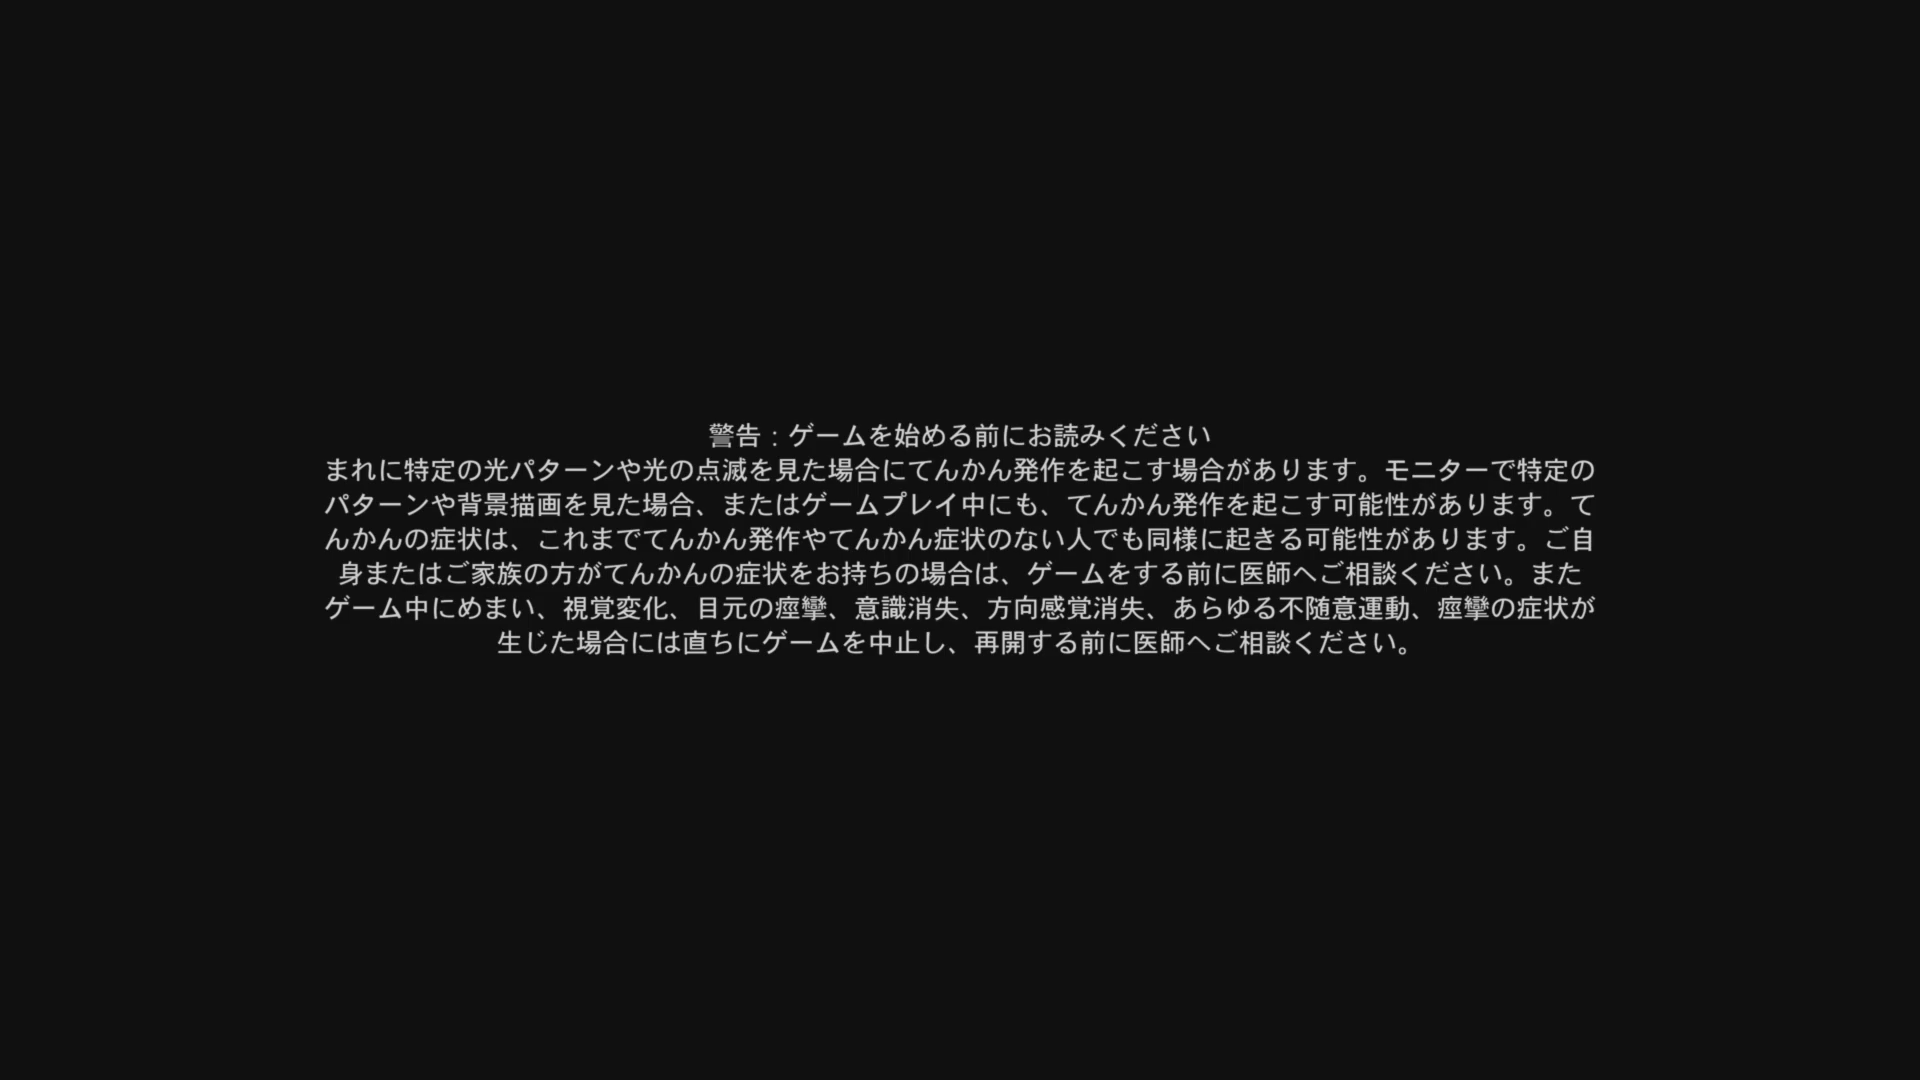 警告：ゲームを始める前にお読みください
まれに特定の光パターンや光の点滅を見た場合にてんかん発作を起こす場合があります。モニターで特定の
パターンや背景描画を見た場合、またはゲームプレイ中にも、てんかん発作を起こす可能性があります。て
んかんの症状は、これまでてんかん発作やてんかん症状のない人でも同様に起きる可能性があります。ご自
身またはご家族の方がてんかんの症状をお持ちの場合は、ゲームをする前に医師へご相談ください。また
ゲーム中にめまい、視覚変化、目元の痙攣、意識消失、方向感覚消失、あらゆる不随意運動、痙攣の症状が
生じた場合には直ちにゲームを中止し、再開する前に医師へご相談ください。